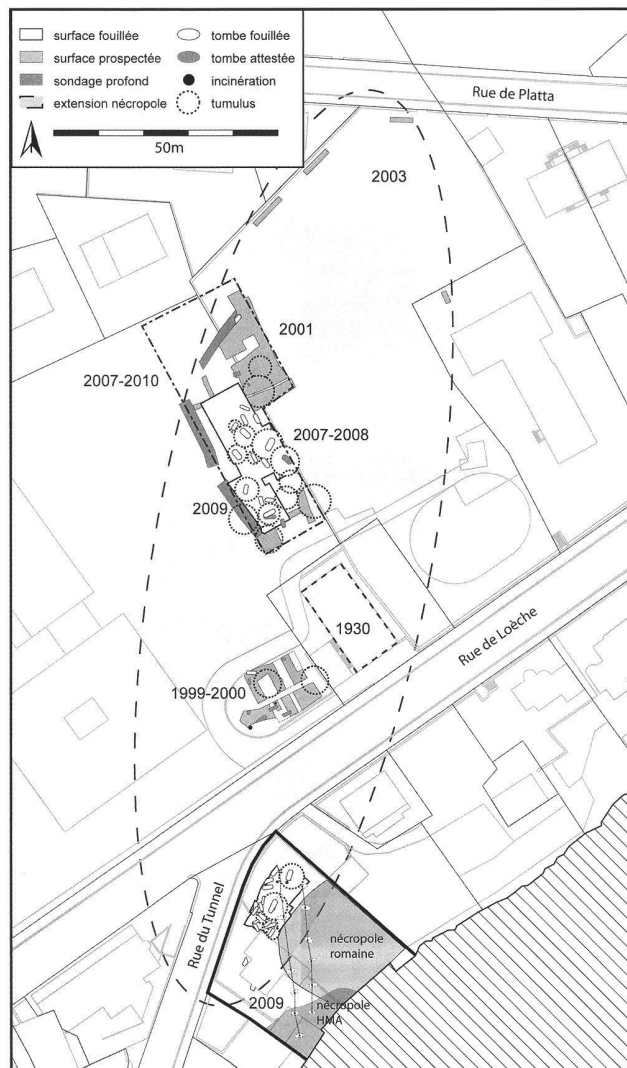 surface fouillée
surface prospectée
sondage profond
extension nécropole
tombe fouillée
tombe attestée
incinération
tumulus
50m
Rue de Platta
2003
2001
2007-2010
2007-2008
2009
1930
Rue de Loèche
1999-2000
Rue du Tunnel
nécropole
romaine
2009
nécropole
HMA